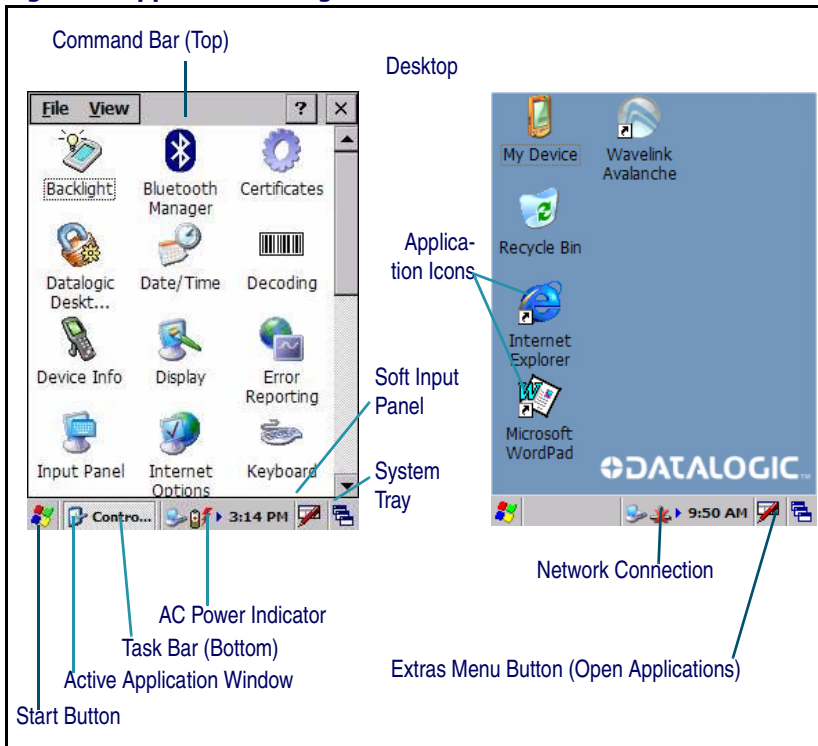 Command Bar (Top)
Desktop
File View ? ×
Backlight
Bluetooth
Manager
Certificates
Datalogic
Deskt...
Date/Time
Decoding
Device Info
Display
Error
Reporting
Input Panel
Internet
Options
Keyboard
Contro... 3:14 PM
My Device
Wavelink
Avalanche
Recycle Bin
Applica-
tion Icons
Internet
Explorer
Microsoft
WordPad
DATALOGIC™
9:50 AM
Soft Input
Panel
System
Tray
Network Connection
AC Power Indicator
Task Bar (Bottom)
Active Application Window
Extras Menu Button (Open Applications)
Start Button